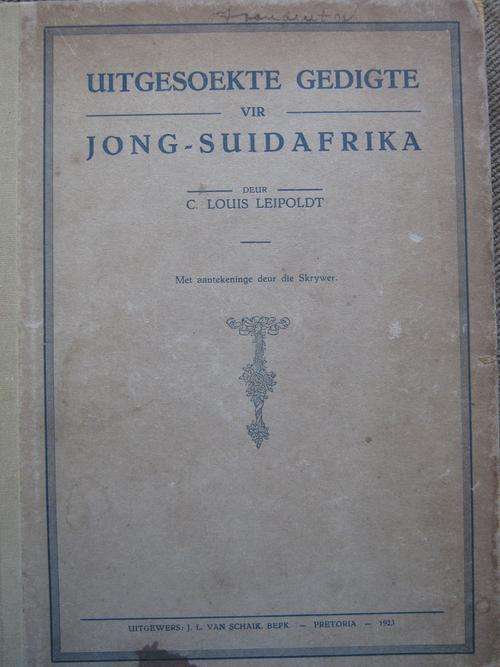 UITGESOEKTE GEDIGTE
VIR
JONG-SUIDAFRIKA
DEUR
C. LOUIS LEIPOLDT
Met aantekeninge deur die Skrywer.
UITGEWERS: J. L. VAN SCHAIK, BEPK. — PRETORIA — 1923